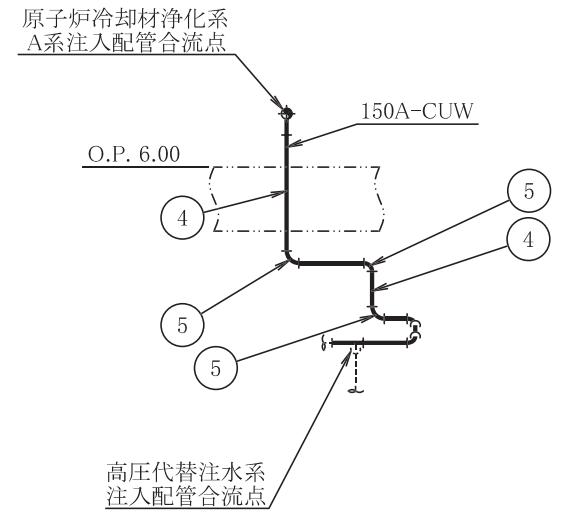 原子炉冷却材浄化系
A系注入配管合流点
150A-CUW
O.P. 6.00
5
4
4
5
5
高圧代替注水系
注入配管合流点